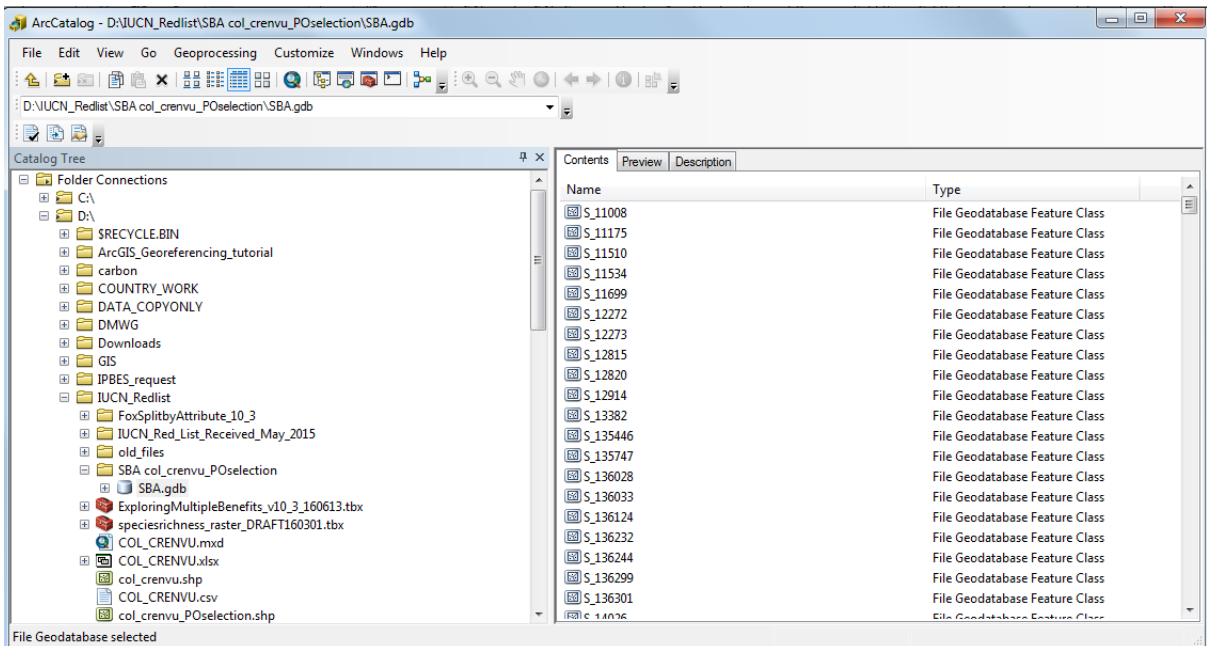 ArcCatalog - D:\IUCN_Redlist\SBA col_crenvu_POselection\SBA.gdb
File Edit View Go Geoprocessing Customize Windows Help
D:\IUCN_Redlist\SBA col_crenvu_POselection\SBA.gdb
Catalog Tree
Folder Connections
C:\
D:\
$RECYCLE.BIN
ArcGIS_Georeferencing_tutorial
carbon
COUNTRY_WORK
DATA_COPYONLY
DMWG
Downloads
GIS
IPBES_request
IUCN_Redlist
FoxSplitbyAttribute_10_3
IUCN_Red_List_Received_May_2015
old_files
SBA col_crenvu_POselection
SBA.gdb
ExploringMultipleBenefits_v10_3_160613.tbx
speciesrichness_raster_DRAFT160301.tbx
COL_CRENVU.mxd
COL_CRENVU.xlsx
col_crenvu.shp
COL_CRENVU.csv
col_crenvu_POselection.shp
Contents Preview Description
Name Type
S_11008 File Geodatabase Feature Class
S_11175 File Geodatabase Feature Class
S_11510 File Geodatabase Feature Class
S_11534 File Geodatabase Feature Class
S_11699 File Geodatabase Feature Class
S_12272 File Geodatabase Feature Class
S_12273 File Geodatabase Feature Class
S_12815 File Geodatabase Feature Class
S_12820 File Geodatabase Feature Class
S_12914 File Geodatabase Feature Class
S_13382 File Geodatabase Feature Class
S_135446 File Geodatabase Feature Class
S_135747 File Geodatabase Feature Class
S_136028 File Geodatabase Feature Class
S_136033 File Geodatabase Feature Class
S_136124 File Geodatabase Feature Class
S_136232 File Geodatabase Feature Class
S_136244 File Geodatabase Feature Class
S_136299 File Geodatabase Feature Class
S_136301 File Geodatabase Feature Class
S_14026 File Geodatabase Feature Class
File Geodatabase selected